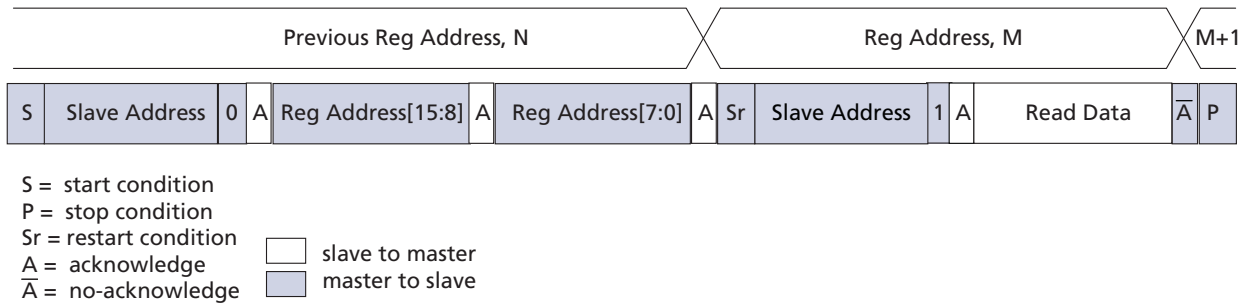 Previous Reg Address, N Reg Address, M M+1
S Slave Address 0 A Reg Address[15:8] A Reg Address[7:0] A Sr Slave Address 1 A Read Data A̅ P
S = start condition
P = stop condition
Sr = restart condition
A = acknowledge
A̅ = no-acknowledge
slave to master
master to slave